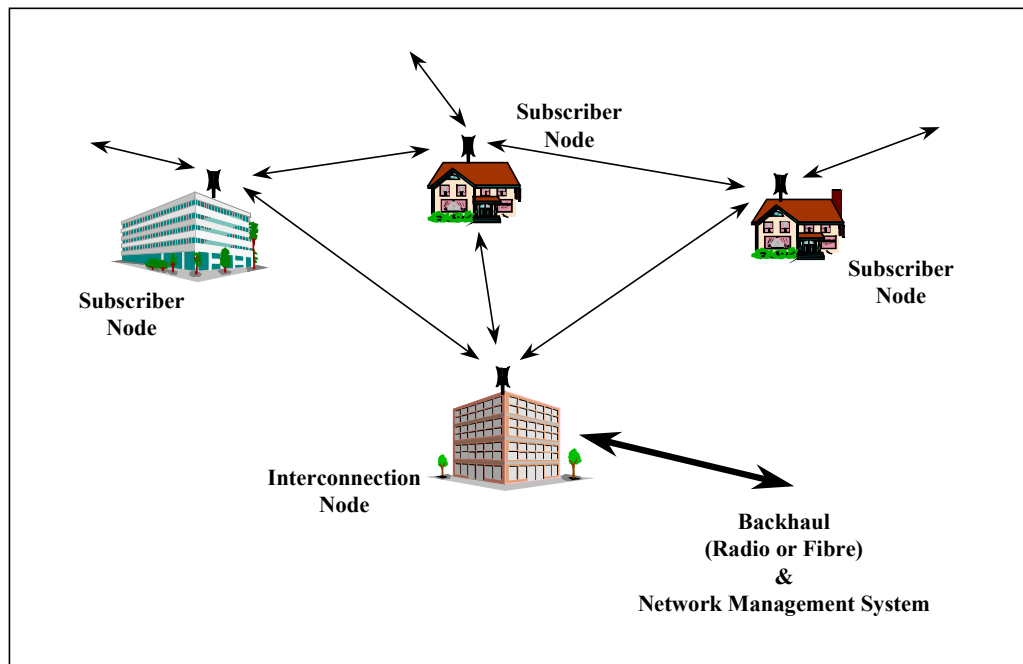 Subscriber
Node
Subscriber
Node
Subscriber
Node
Interconnection
Node
Backhaul
(Radio or Fibre)
&
Network Management System